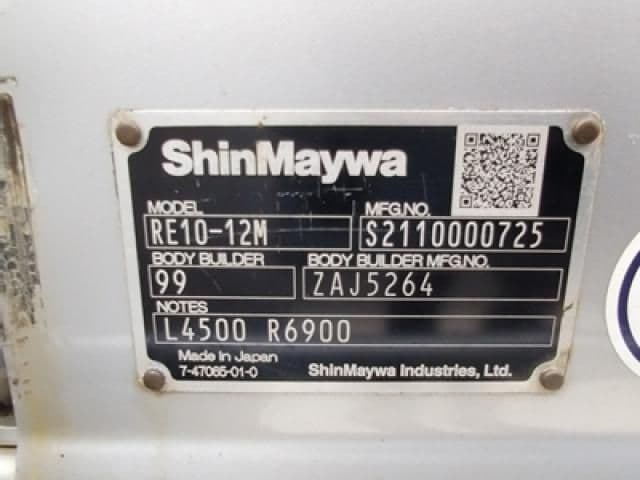 ShinMaywa
MODEL MFG.NO.
RE10-12M S2110000725
BODY BUILDER BODY BUILDER MFG.NO.
99 ZAJ5264
NOTES
L4500 R6900
Made in Japan
7-47065-01-0 ShinMaywa Industries, Ltd.